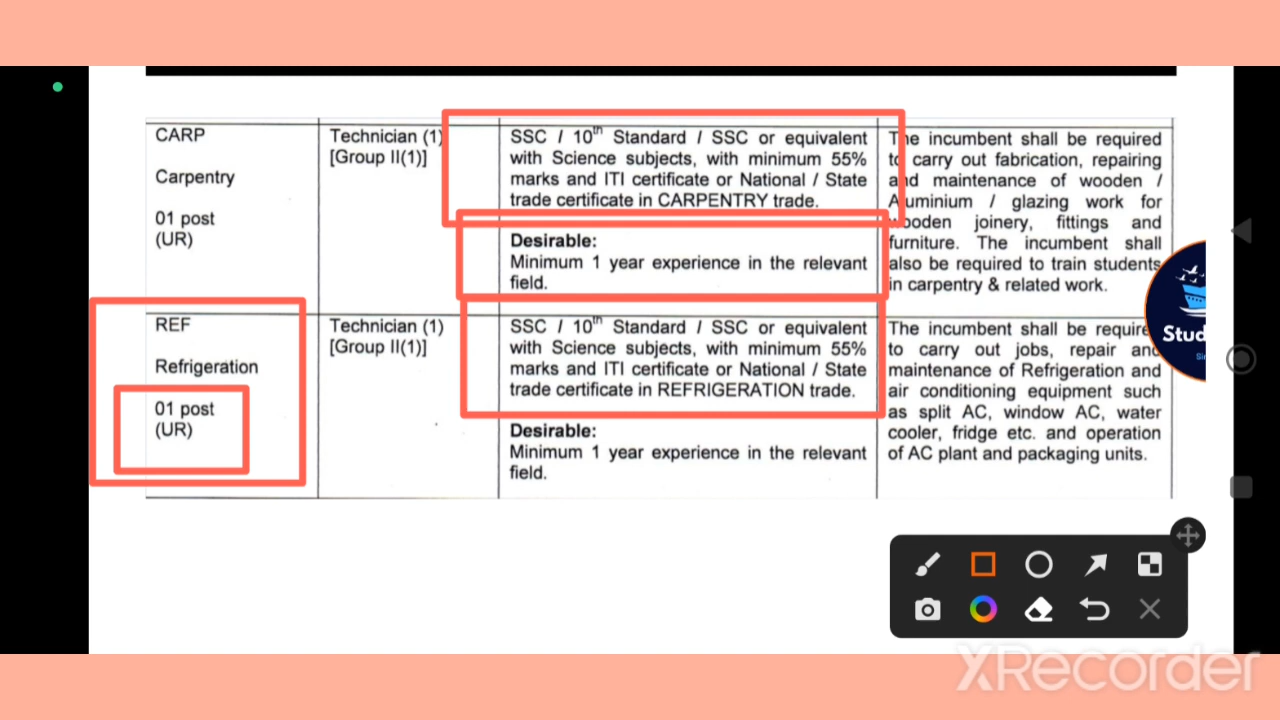 CARP
Carpentry
01 post
(UR)
Technician (1)
[Group II(1)]
SSC / 10th Standard / SSC or equivalent
with Science subjects, with minimum 55%
marks and ITI certificate or National / State
trade certificate in CARPENTRY trade.
Desirable:
Minimum 1 year experience in the relevant
field.
The incumbent shall be required
to carry out fabrication, repairing
and maintenance of wooden /
Aluminium / glazing work for
wooden joinery, fittings and
furniture. The incumbent shall
also be required to train students
in carpentry & related work.
REF
Refrigeration
01 post
(UR)
Technician (1)
[Group II(1)]
SSC / 10th Standard / SSC or equivalent
with Science subjects, with minimum 55%
marks and ITI certificate or National / State
trade certificate in REFRIGERATION trade.
Desirable:
Minimum 1 year experience in the relevant
field.
The incumbent shall be require
to carry out jobs, repair and
maintenance of Refrigeration and
air conditioning equipment such
as split AC, window AC, water
cooler, fridge etc. and operation
of AC plant and packaging units.
Stud
XRecorder